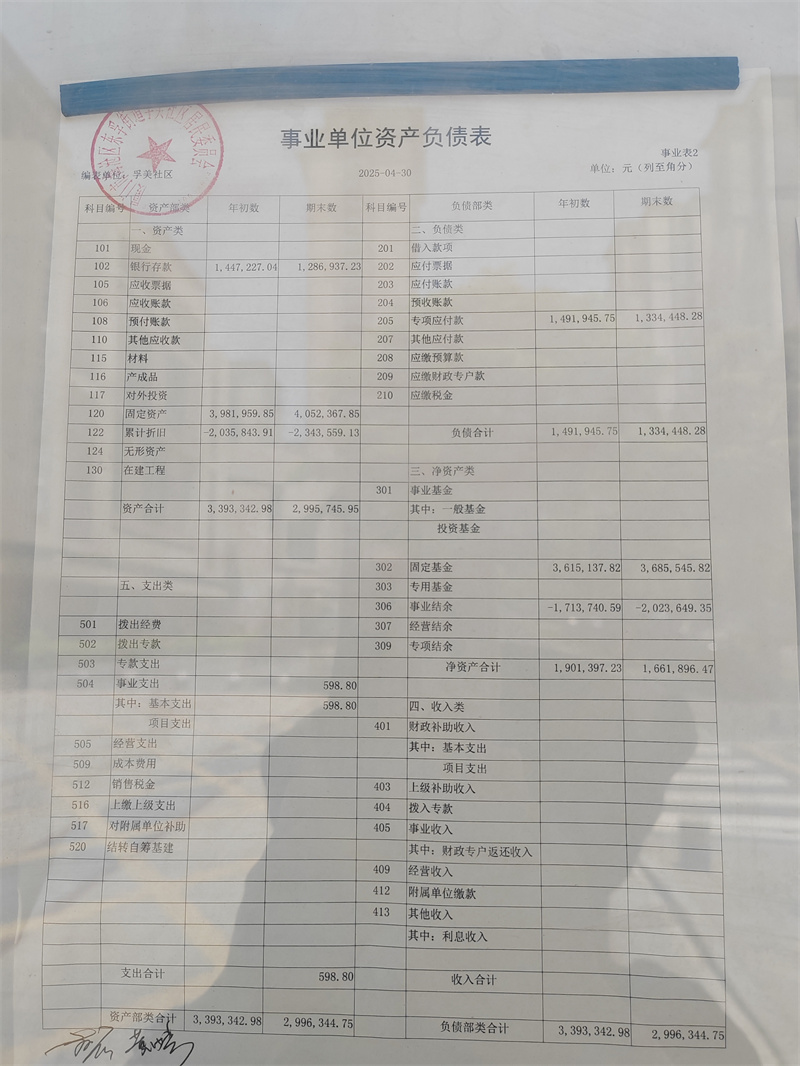 事业单位资产负债表
事业表2
编表单位：孚美社区 2025-04-30 单位：元（列至角分）
科目编号 资产部类 年初数 期末数 科目编号 负债部类 年初数 期末数
一、资产类 二、负债类
101 现金 201 借入款项
102 银行存款 1,447,227.04 1,286,937.23 202 应付票据
105 应收票据 203 应付账款
106 应收账款 204 预收账款
108 预付账款 205 专项应付款 1,491,945.75 1,334,448.28
110 其他应收款 207 其他应付款
115 材料 208 应缴预算款
116 产成品 209 应缴财政专户款
117 对外投资 210 应缴税金
120 固定资产 3,981,959.85 4,052,367.85
122 累计折旧 -2,035,843.91 -2,343,559.13 负债合计 1,491,945.75 1,334,448.28
124 无形资产
130 在建工程 三、净资产类
301 事业基金
资产合计 3,393,342.98 2,995,745.95 其中：一般基金
投资基金
302 固定基金 3,615,137.82 3,685,545.82
五、支出类 303 专用基金
306 事业结余 -1,713,740.59 -2,023,649.35
501 拨出经费 307 经营结余
502 拨出专款 309 专项结余
503 专款支出 净资产合计 1,901,397.23 1,661,896.47
504 事业支出 598.80
其中：基本支出 598.80 四、收入类
项目支出 401 财政补助收入
505 经营支出 其中：基本支出
509 成本费用 项目支出
512 销售税金 403 上级补助收入
516 上缴上级支出 404 拨入专款
517 对附属单位补助 405 事业收入
520 结转自筹基建 其中：财政专户返还收入
409 经营收入
412 附属单位缴款
413 其他收入
其中：利息收入
支出合计 598.80 收入合计
资产部类合计 3,393,342.98 2,996,344.75 负债部类合计 3,393,342.98 2,996,344.75